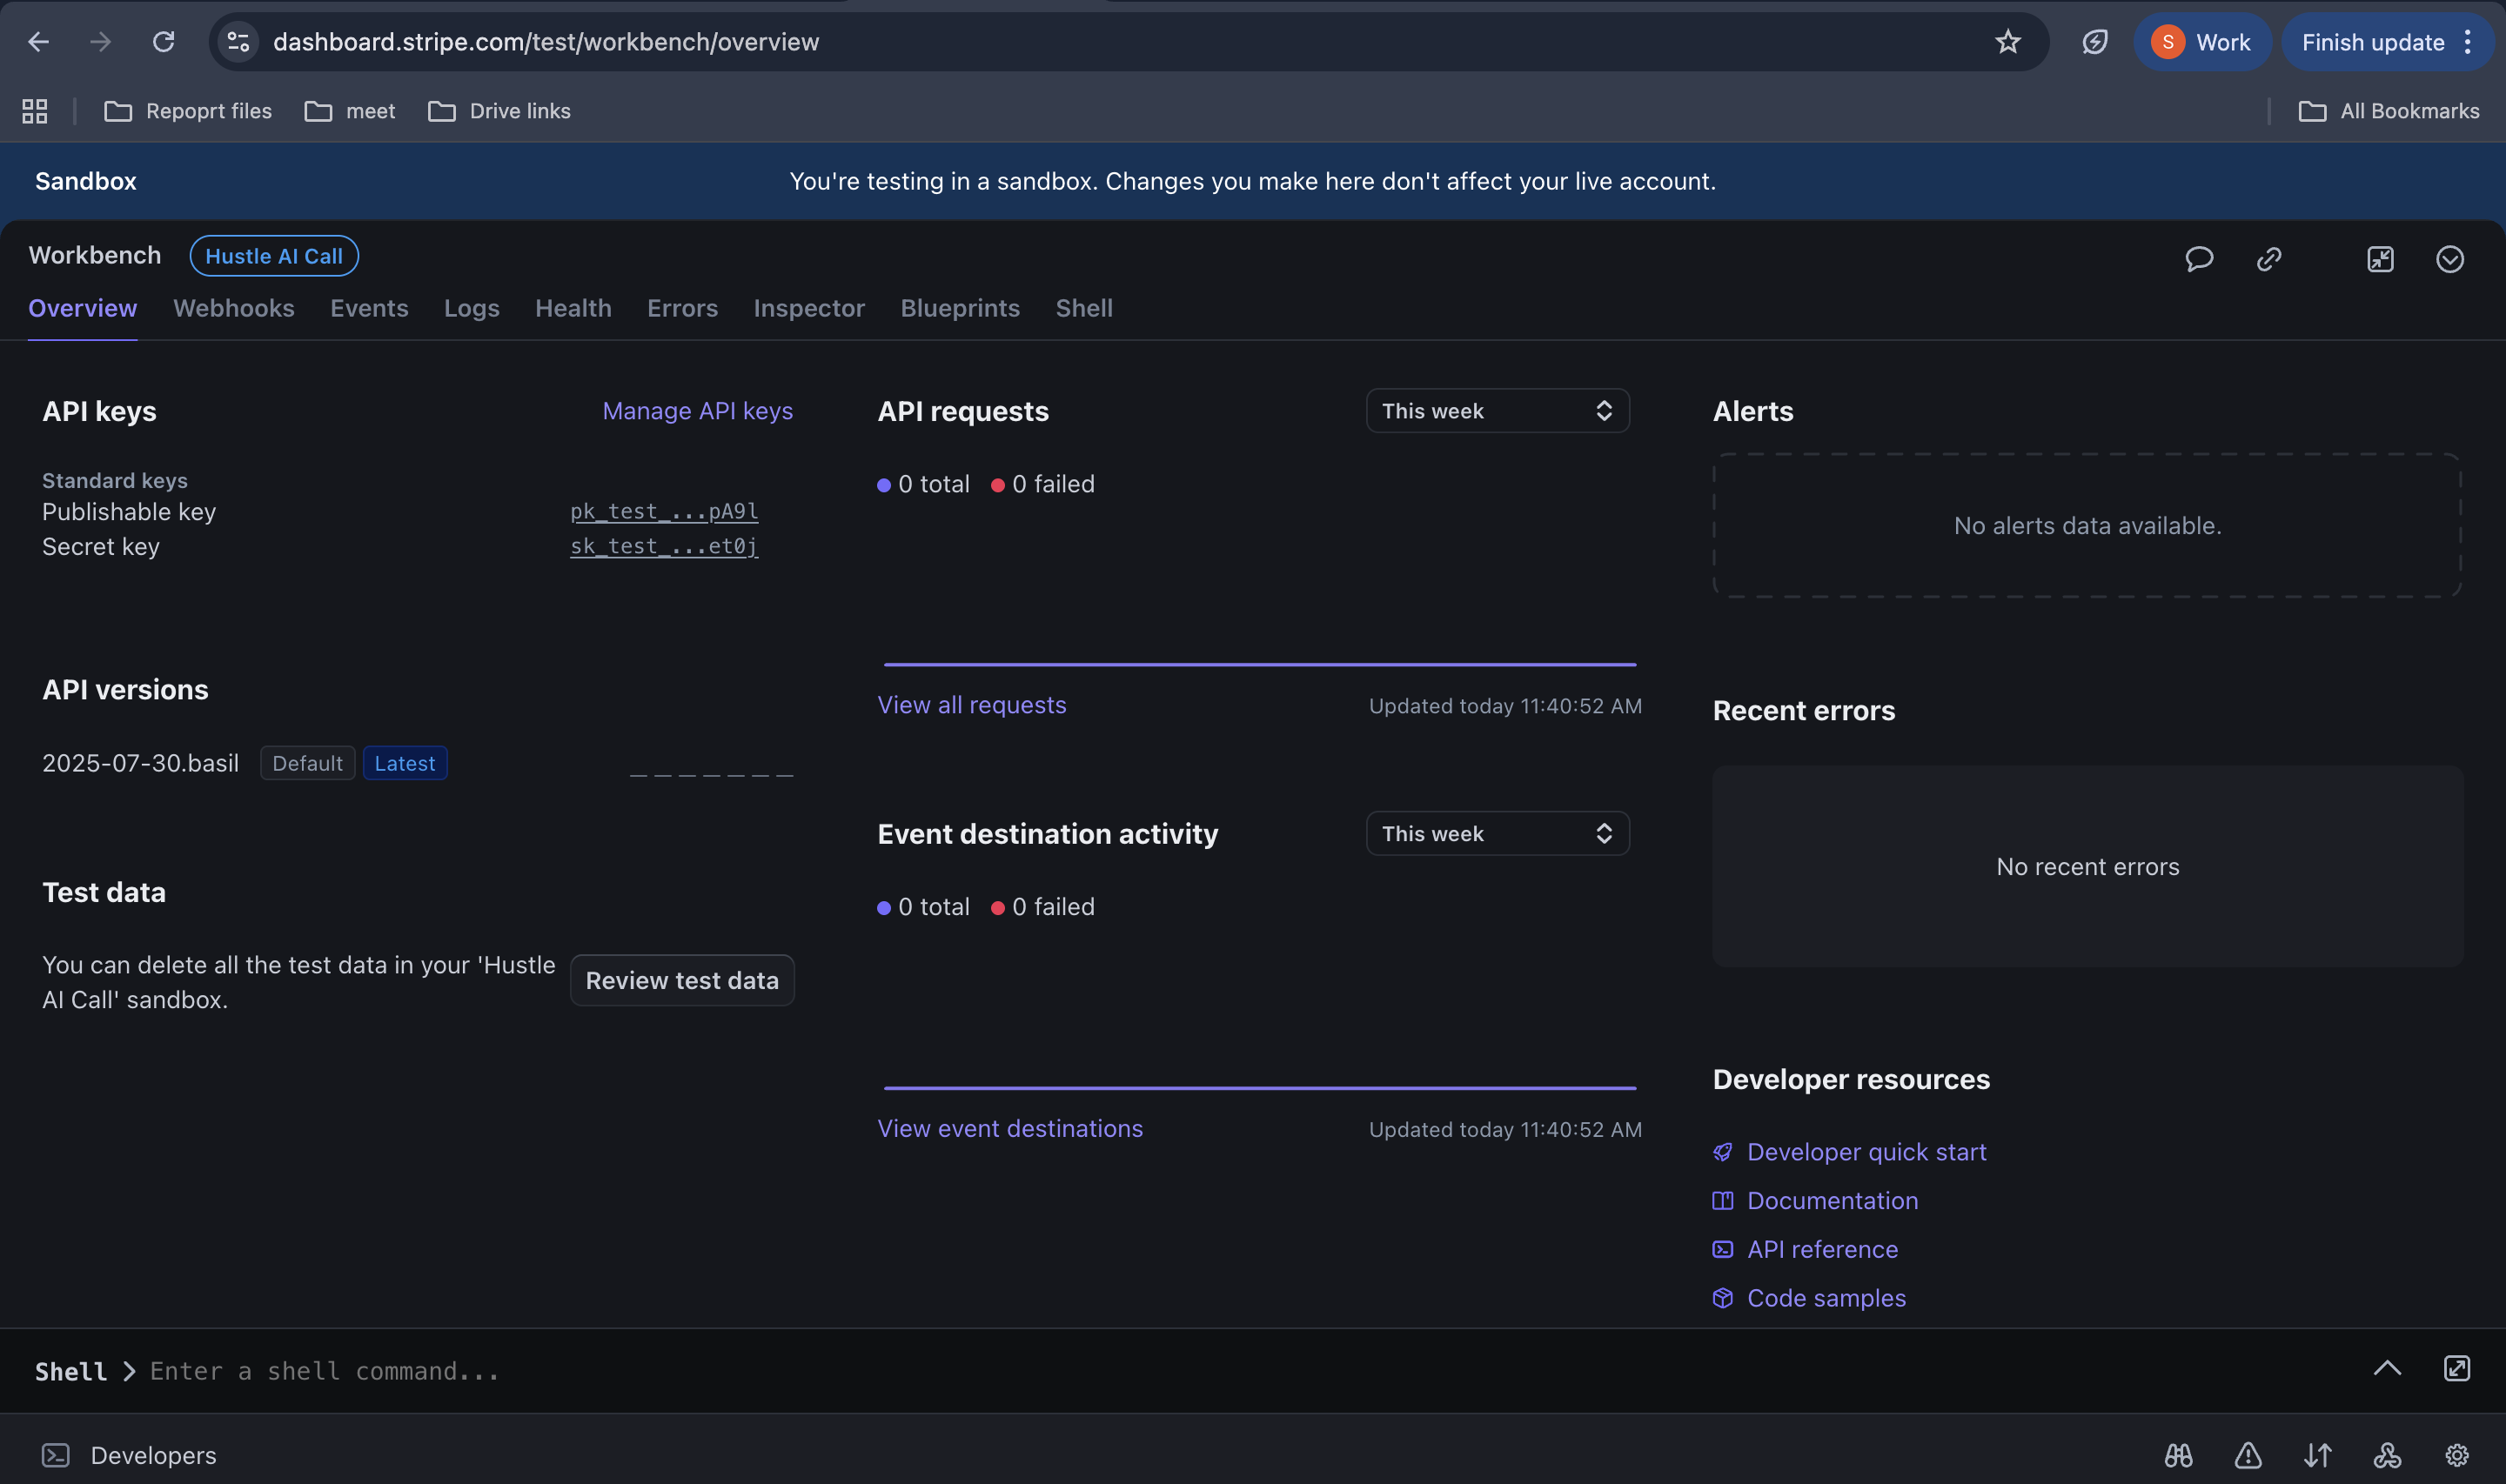 dashboard.stripe.com/test/workbench/overview
S Work
Finish update
Repoprt files
meet
Drive links
All Bookmarks
Sandbox
You're testing in a sandbox. Changes you make here don't affect your live account.
Workbench
Hustle AI Call
Overview Webhooks Events Logs Health Errors Inspector Blueprints Shell
API keys
Manage API keys
Standard keys
Publishable key pk_test_...pA9l
Secret key sk_test_...et0j
API versions
2025-07-30.basil Default Latest
Test data
You can delete all the test data in your 'Hustle
AI Call' sandbox.
Review test data
API requests
This week
0 total 0 failed
View all requests
Updated today 11:40:52 AM
Event destination activity
This week
0 total 0 failed
View event destinations
Updated today 11:40:52 AM
Alerts
No alerts data available.
Recent errors
No recent errors
Developer resources
Developer quick start
Documentation
API reference
Code samples
Shell Enter a shell command...
Developers